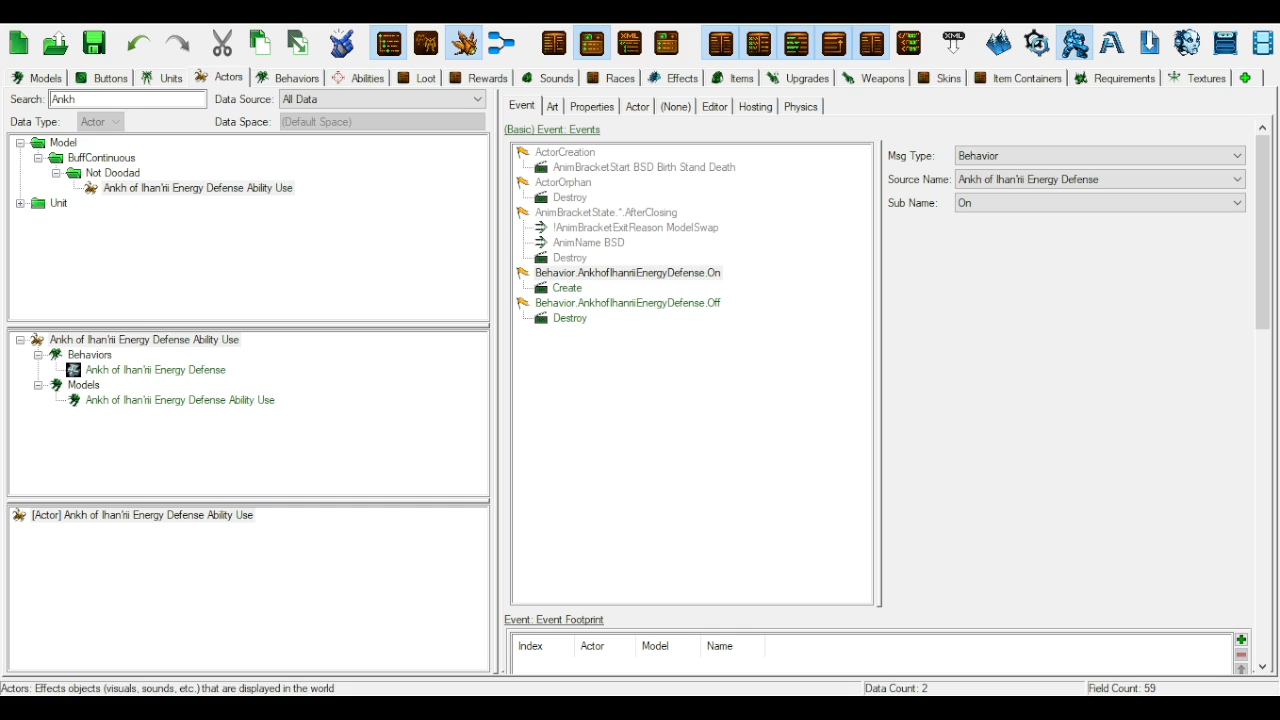 Models Buttons Units Actors Behaviors Abilities Loot Rewards Sounds Races Effects Items Upgrades Weapons Skins Item Containers Requirements Textures
Search: Ankh Data Source: All Data
Data Type: Actor Data Space: (Default Space)
Model
BuffContinuous
Not Doodad
Ankh of Ihan'rii Energy Defense Ability Use
Unit
Ankh of Ihan'rii Energy Defense Ability Use
Behaviors
Ankh of Ihan'rii Energy Defense
Models
Ankh of Ihan'rii Energy Defense Ability Use
[Actor] Ankh of Ihan'rii Energy Defense Ability Use
Event Art Properties Actor (None) Editor Hosting Physics
(Basic) Event: Events
ActorCreation
AnimBracketStart BSD Birth Stand Death
ActorOrphan
Destroy
AnimBracketState.*.AfterClosing
!AnimBracketExitReason ModelSwap
AnimName BSD
Destroy
Behavior.AnkhofIhanriiEnergyDefense.On
Create
Behavior.AnkhofIhanriiEnergyDefense.Off
Destroy
Msg Type: Behavior
Source Name: Ankh of Ihan'rii Energy Defense
Sub Name: On
Event: Event Footprint
Index Actor Model Name
Actors: Effects objects (visuals, sounds, etc.) that are displayed in the world Data Count: 2 Field Count: 59